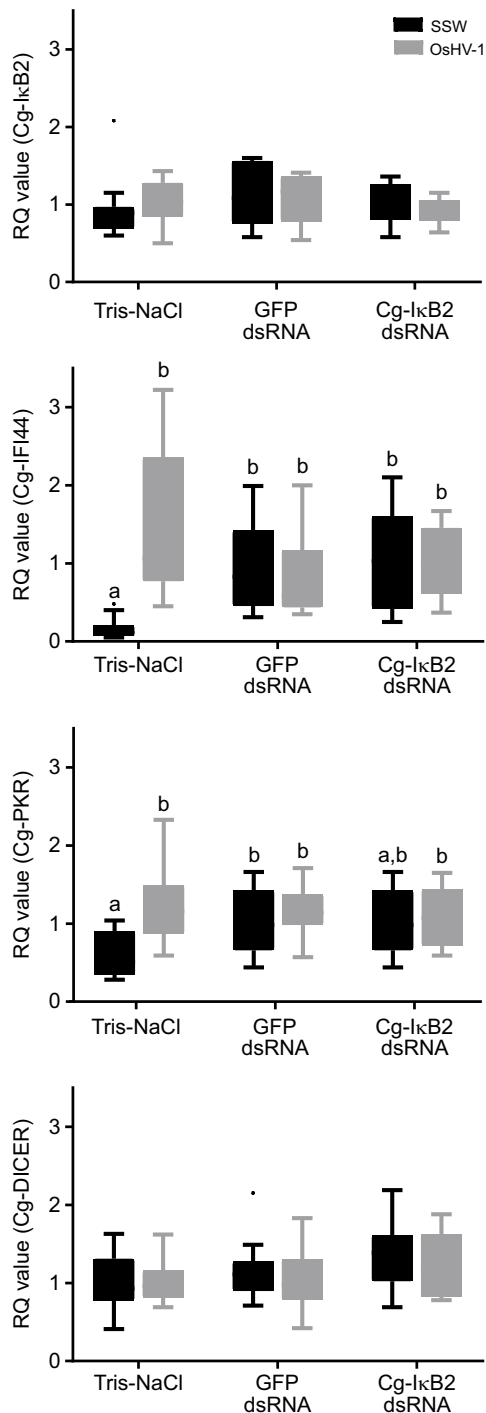 SSW
OsHV-1
RQ value (Cg-IκB2)
3
2
1
0
Tris-NaCl GFP dsRNA Cg-IκB2 dsRNA
RQ value (Cg-IFI44)
3
2
1
0
a b b b b b
Tris-NaCl GFP dsRNA Cg-IκB2 dsRNA
RQ value (Cg-PKR)
3
2
1
0
a b b b a,b b
Tris-NaCl GFP dsRNA Cg-IκB2 dsRNA
RQ value (Cg-DICER)
3
2
1
0
Tris-NaCl GFP dsRNA Cg-IκB2 dsRNA